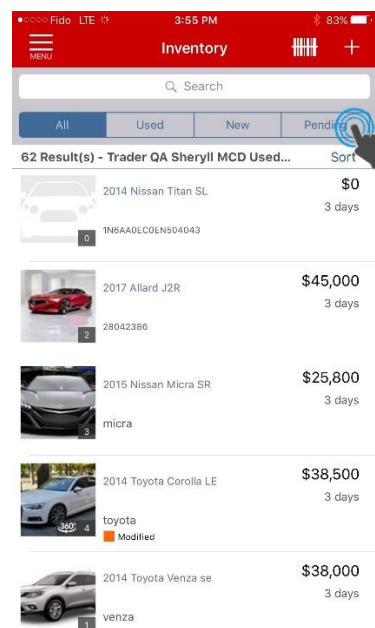 Fido LTE 3:55 PM 83%
MENU Inventory
Search
All Used New Pending
62 Result(s) - Trader QA Sheryll MCD Used... Sort
2014 Nissan Titan SL $0
3 days
1N6AA0EC0EN504043
0
2017 Allard J2R $45,000
3 days
28042386
2
2015 Nissan Micra SR $25,800
3 days
micra
3
2014 Toyota Corolla LE $38,500
3 days
toyota
360° 4
Modified
2014 Toyota Venza se $38,000
3 days
venza
1